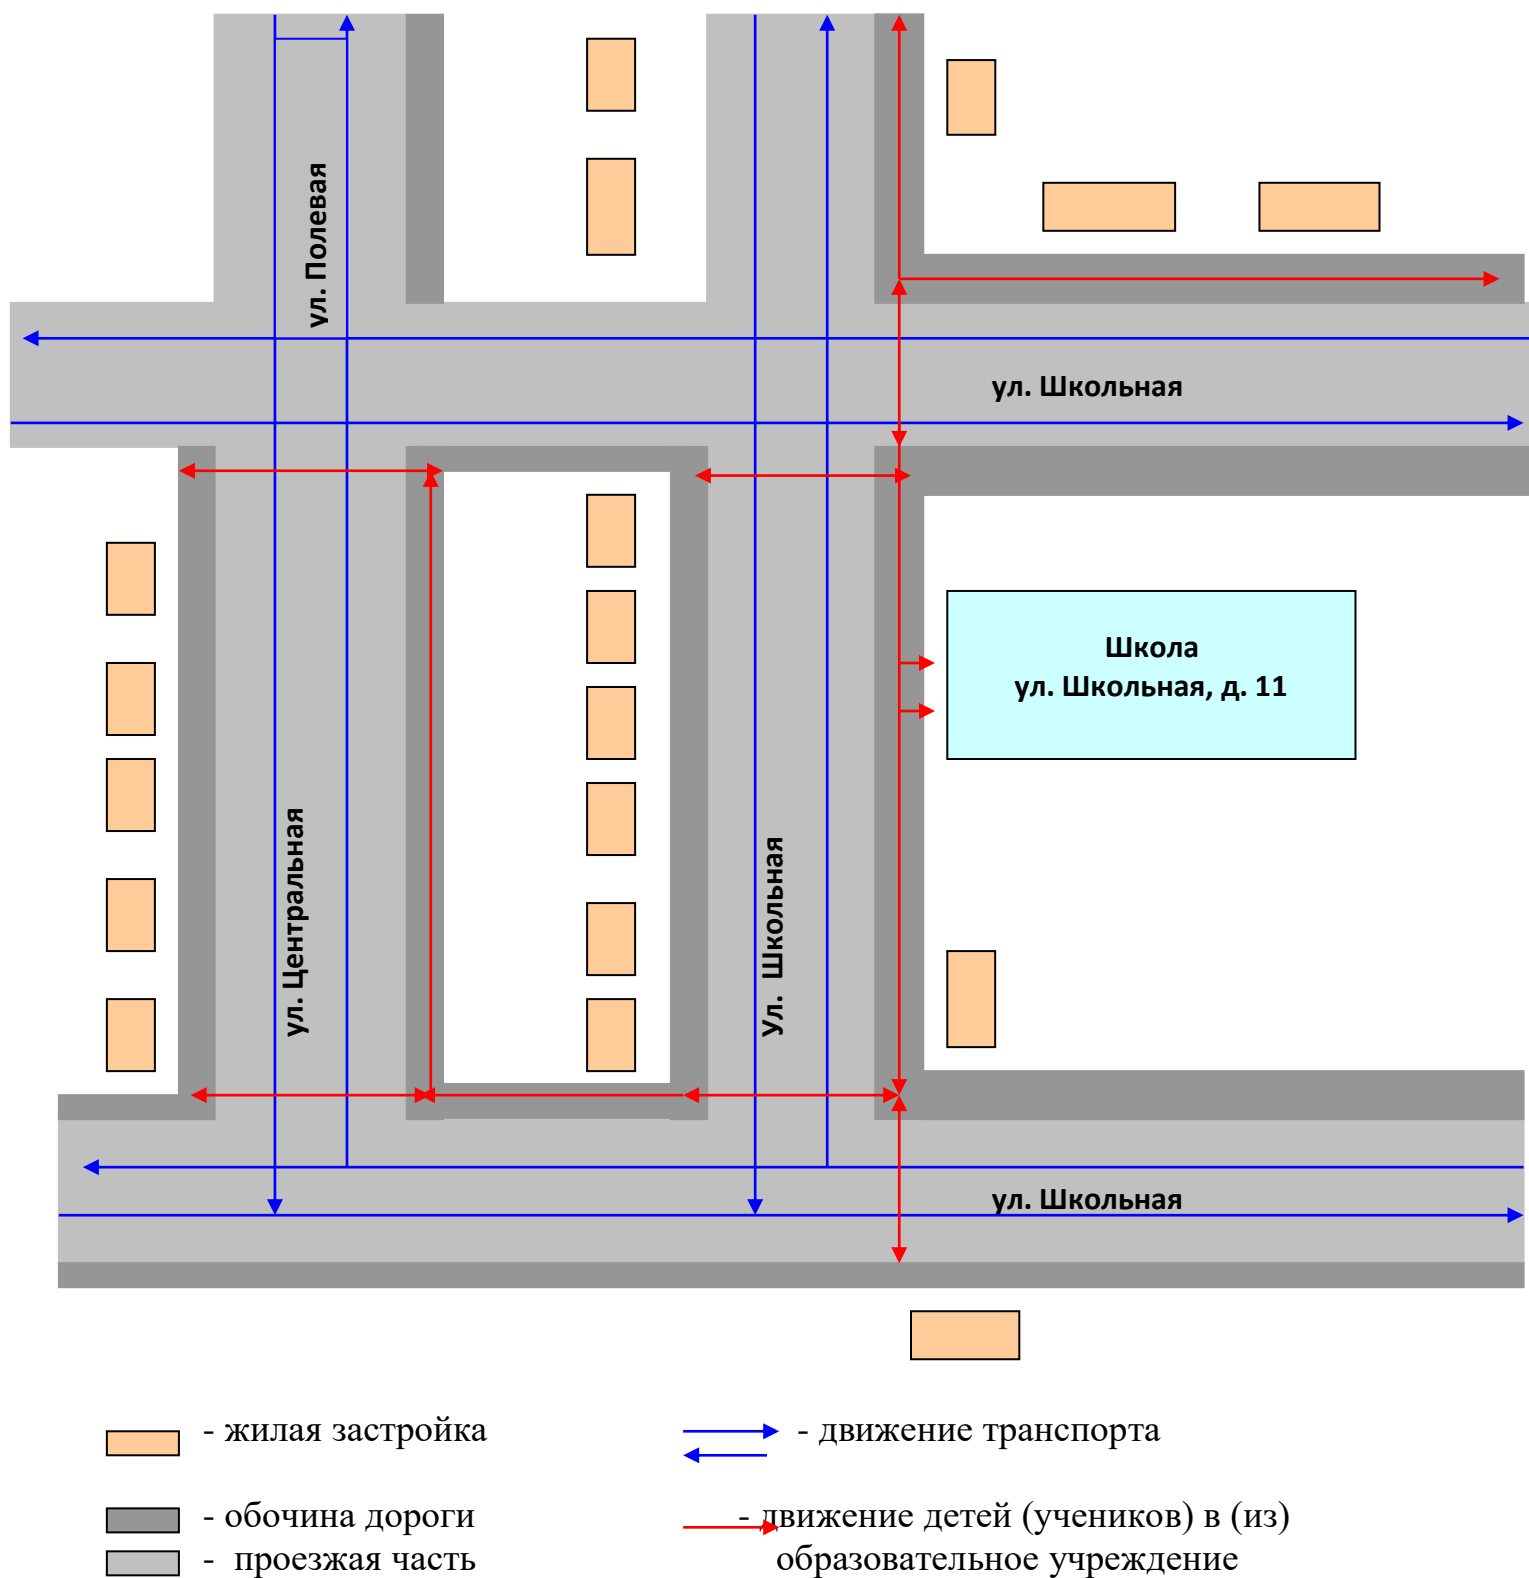 ул. Полевая
ул. Школьная
Школа
ул. Школьная, д. 11
ул. Центральная
Ул. Школьная
ул. Школьная
- жилая застройка
- движение транспорта
- обочина дороги
- движение детей (учеников) в (из)
- проезжая часть
образовательное учреждение